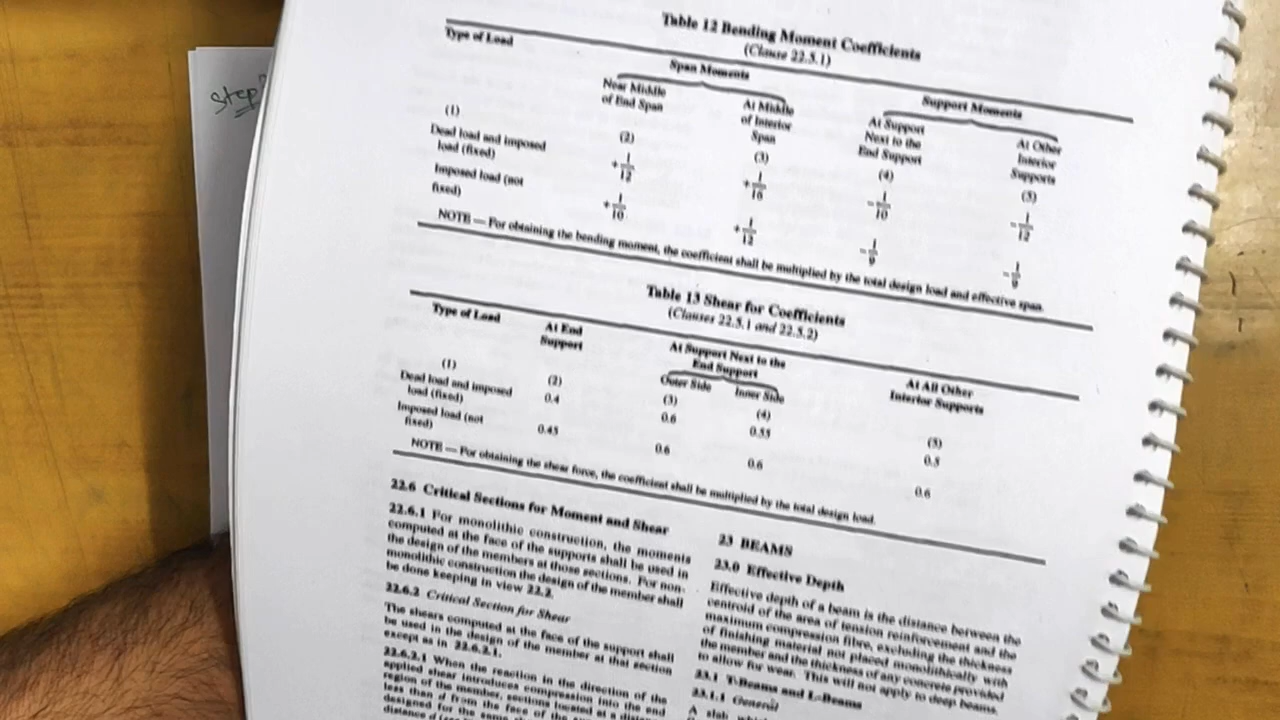 Step
Table 12 Bending Moment Coefficients
(Clause 22.5.1)
Type of Load
Span Moments
Support Moments
Near Middle
of End Span
At Middle
of Interior
Span
At Support
Next to the
End Support
At Other
Interior
Supports
(1)
(2)
(3)
(4)
(5)
Dead load and imposed
load (fixed)
+1/12
+1/16
-1/10
-1/12
Imposed load (not
fixed)
+1/10
+1/12
-1/9
-1/9
NOTE — For obtaining the bending moment, the coefficient shall be multiplied by the total design load and effective span.
Table 13 Shear for Coefficients
(Clauses 22.5.1 and 22.5.2)
Type of Load
At End
Support
At Support Next to the
End Support
At All Other
Interior Supports
Outer Side
Inner Side
(1)
(2)
(3)
(4)
(5)
Dead load and imposed
load (fixed)
0.4
0.6
0.55
0.5
Imposed load (not
fixed)
0.45
0.6
0.6
0.6
NOTE — For obtaining the shear force, the coefficient shall be multiplied by the total design load.
22.6 Critical Sections for Moment and Shear
22.6.1 For monolithic construction, the moments
computed at the face of the supports shall be used in
the design of the members at those sections. For non-
monolithic construction the design of the member shall
be done keeping in view 22.2.
22.6.2 Critical Section for Shear
The shears computed at the face of the support shall
be used in the design of the member at that section
except as in 22.6.2.1.
22.6.2.1 When the reaction in the direction of the
applied shear introduces compression into the end
region of the member, sections located at a distance
less than d from the face of the
designed for the same
distance d
23 BEAMS
23.0 Effective Depth
Effective depth of a beam is the distance between the
centroid of the area of tension reinforcement and the
maximum compression fibre, excluding the thickness
of finishing material not placed monolithically with
the member and the thickness of any concrete provided
to allow for wear. This will not apply to deep beams.
23.1 T-Beams and L-Beams
23.1.1 General
A slab which